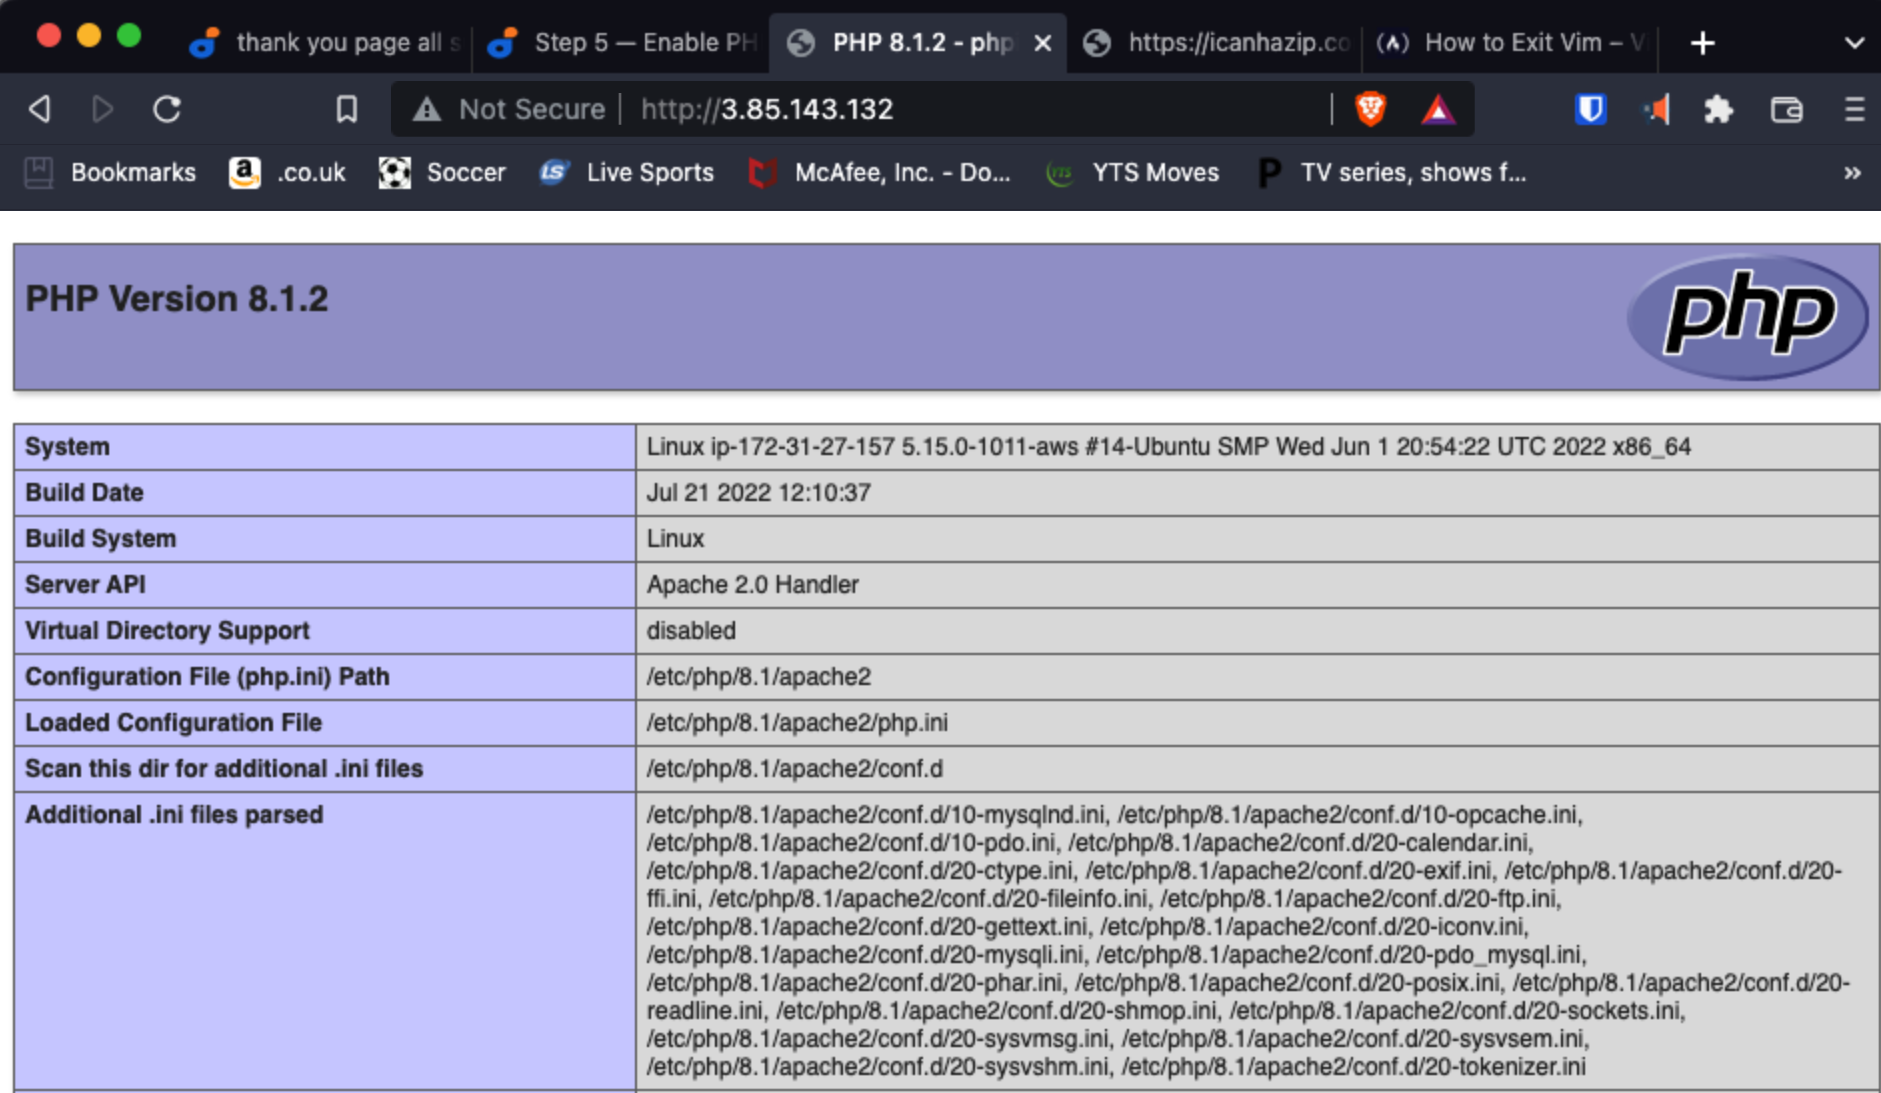 thank you page all s
Step 5 — Enable PH
PHP 8.1.2 - php
https://icanhazip.co
How to Exit Vim – V
Not Secure
http://3.85.143.132
Bookmarks
.co.uk
Soccer
LS
Live Sports
McAfee, Inc. - Do...
YTS
YTS Moves
TV series, shows f...
PHP Version 8.1.2
php
System
Linux ip-172-31-27-157 5.15.0-1011-aws #14-Ubuntu SMP Wed Jun 1 20:54:22 UTC 2022 x86_64
Build Date
Jul 21 2022 12:10:37
Build System
Linux
Server API
Apache 2.0 Handler
Virtual Directory Support
disabled
Configuration File (php.ini) Path
/etc/php/8.1/apache2
Loaded Configuration File
/etc/php/8.1/apache2/php.ini
Scan this dir for additional .ini files
/etc/php/8.1/apache2/conf.d
Additional .ini files parsed
/etc/php/8.1/apache2/conf.d/10-mysqlnd.ini, /etc/php/8.1/apache2/conf.d/10-opcache.ini,
/etc/php/8.1/apache2/conf.d/10-pdo.ini, /etc/php/8.1/apache2/conf.d/20-calendar.ini,
/etc/php/8.1/apache2/conf.d/20-ctype.ini, /etc/php/8.1/apache2/conf.d/20-exif.ini, /etc/php/8.1/apache2/conf.d/20-
ffi.ini, /etc/php/8.1/apache2/conf.d/20-fileinfo.ini, /etc/php/8.1/apache2/conf.d/20-ftp.ini,
/etc/php/8.1/apache2/conf.d/20-gettext.ini, /etc/php/8.1/apache2/conf.d/20-iconv.ini,
/etc/php/8.1/apache2/conf.d/20-mysqli.ini, /etc/php/8.1/apache2/conf.d/20-pdo_mysql.ini,
/etc/php/8.1/apache2/conf.d/20-phar.ini, /etc/php/8.1/apache2/conf.d/20-posix.ini, /etc/php/8.1/apache2/conf.d/20-
readline.ini, /etc/php/8.1/apache2/conf.d/20-shmop.ini, /etc/php/8.1/apache2/conf.d/20-sockets.ini,
/etc/php/8.1/apache2/conf.d/20-sysvmsg.ini, /etc/php/8.1/apache2/conf.d/20-sysvsem.ini,
/etc/php/8.1/apache2/conf.d/20-sysvshm.ini, /etc/php/8.1/apache2/conf.d/20-tokenizer.ini